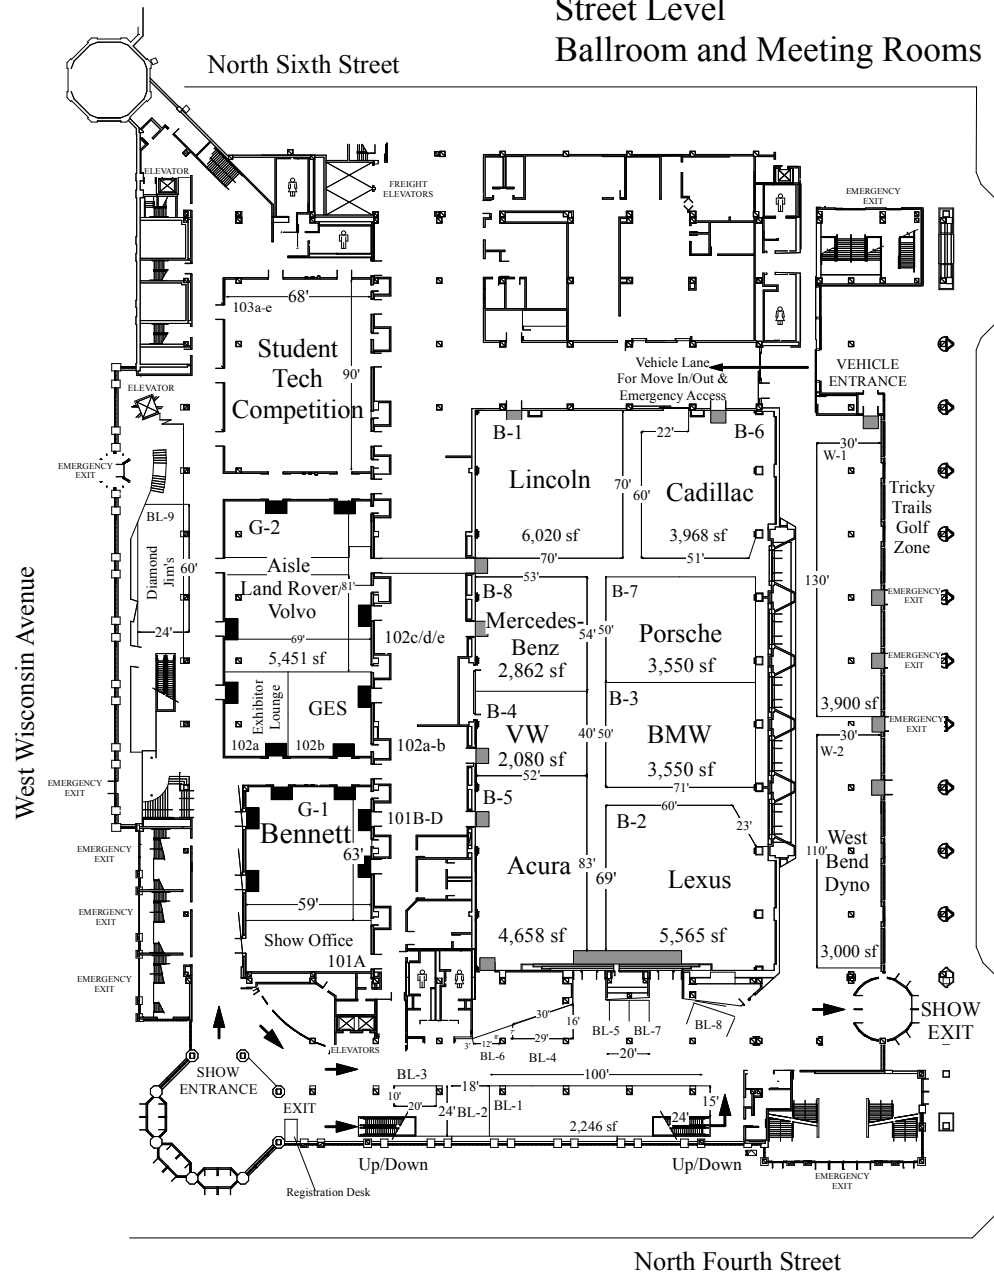 Street Level
Ballroom and Meeting Rooms
North Sixth Street
ELEVATOR
FREIGHT
ELEVATORS
EMERGENCY
EXIT
68'
103a-e
Student
Tech
Competition
90'
Vehicle Lane
For Move In/Out &
Emergency Access
VEHICLE
ENTRANCE
ELEVATOR
EMERGENCY
EXIT
B-1
Lincoln
6,020 sf
70'
70'
22'
B-6
60'
Cadillac
3,968 sf
51'
30'
W-1
130'
3,900 sf
Tricky
Trails
Golf
Zone
EMERGENCY
EXIT
EMERGENCY
EXIT
EMERGENCY
EXIT
BL-9
Diamond
Jim's
60'
24'
G-2
Aisle
Land Rover/
Volvo
81'
69'
5,451 sf
102c/d/e
Exhibitor
Lounge
102a
GES
102b
102a-b
53'
B-8
Mercedes-
Benz
2,862 sf
54'
50'
B-7
Porsche
3,550 sf
B-4
VW
2,080 sf
52'
40'
50'
B-3
BMW
3,550 sf
71'
30'
W-2
110'
West
Bend
Dyno
3,000 sf
West Wisconsin Avenue
EMERGENCY
EXIT
EMERGENCY
EXIT
EMERGENCY
EXIT
EMERGENCY
EXIT
G-1
Bennett
63'
59'
Show Office
101A
101B-D
B-5
Acura
4,658 sf
83'
69'
60'
B-2
23'
Lexus
5,565 sf
SHOW
EXIT
ELEVATORS
30'
16'
3'
12'
8'
7'
29'
BL-6
BL-4
BL-5
BL-7
BL-8
20'
SHOW
ENTRANCE
BL-3
100'
10'
20'
18'
24'
BL-2
BL-1
2,246 sf
24'
15'
EXIT
Up/Down
Up/Down
Registration Desk
EMERGENCY
EXIT
North Fourth Street